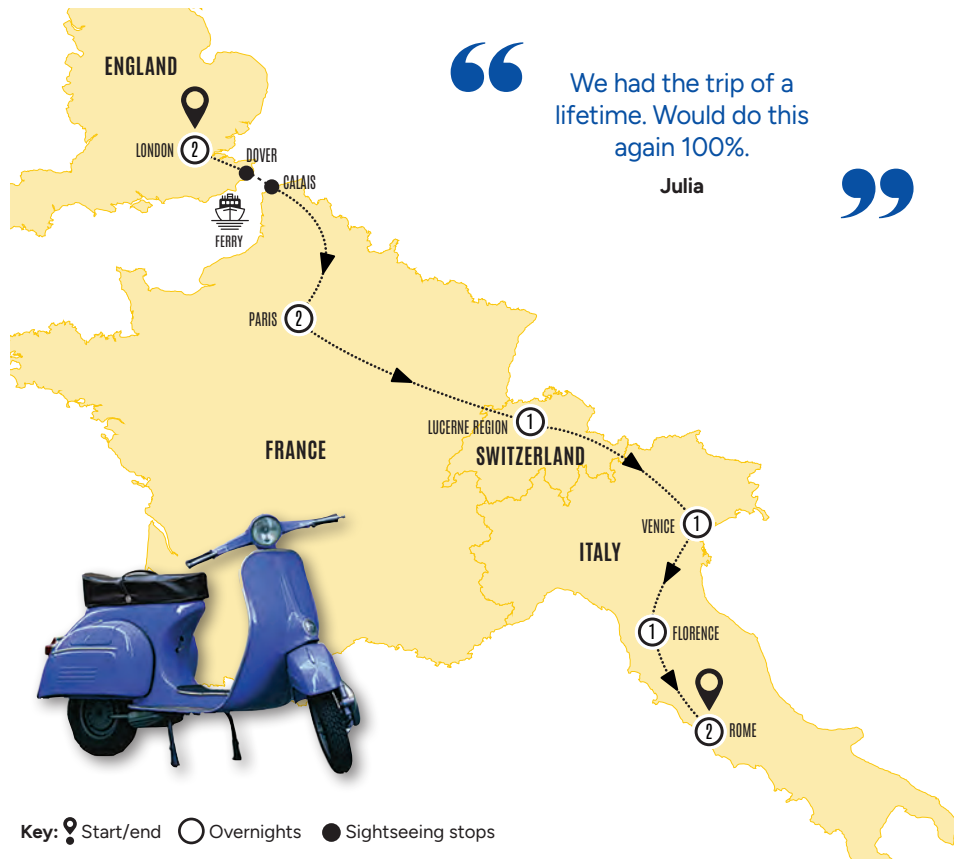 ENGLAND
“
We had the trip of a
lifetime. Would do this
again 100%.
Julia
”
LONDON 2
DOVER
CALAIS
FERRY
PARIS 2
LUCERNE REGION 1
FRANCE
SWITZERLAND
VENICE 1
ITALY
1 FLORENCE
2 ROME
Key: Start/end Overnights Sightseeing stops